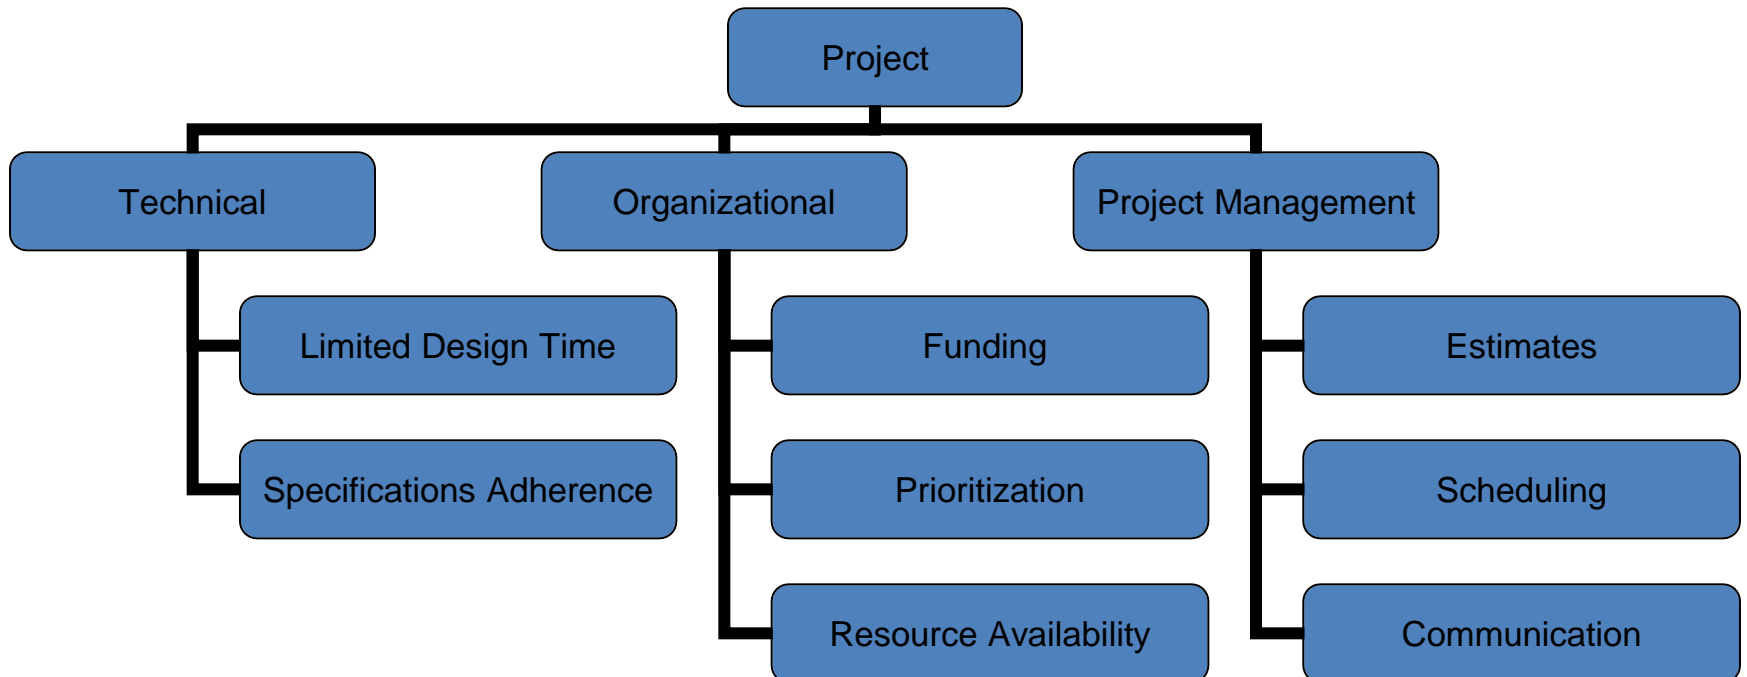 Project
Technical
Organizational
Project Management
Limited Design Time
Funding
Estimates
Specifications Adherence
Prioritization
Scheduling
Resource Availability
Communication